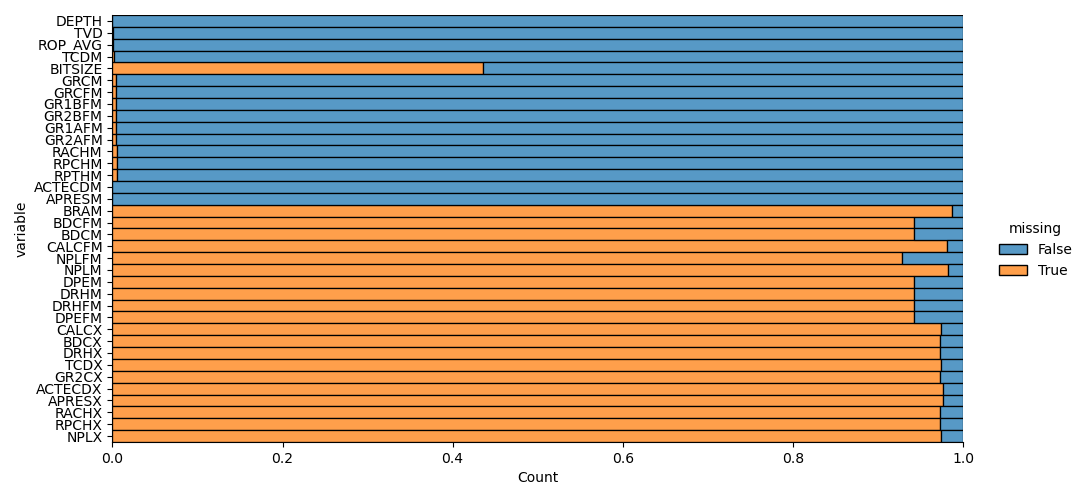 DEPTH
TVD
ROP_AVG
TCDM
BITSIZE
GRCM
GRCFM
GR1BFM
GR2BFM
GR1AFM
GR2AFM
RACHM
RPCHM
RPTHM
ACTECDM
APRESM
BRAM
BDCFM
BDCM
CALCFM
NPLFM
NPLM
DPEM
DRHM
DRHFM
DPEFM
CALCX
BDCX
DRHX
TCDX
GR2CX
ACTECDX
APRESX
RACHX
RPCHX
NPLX
variable
0.0 0.2 0.4 0.6 0.8 1.0
Count
missing
False
True